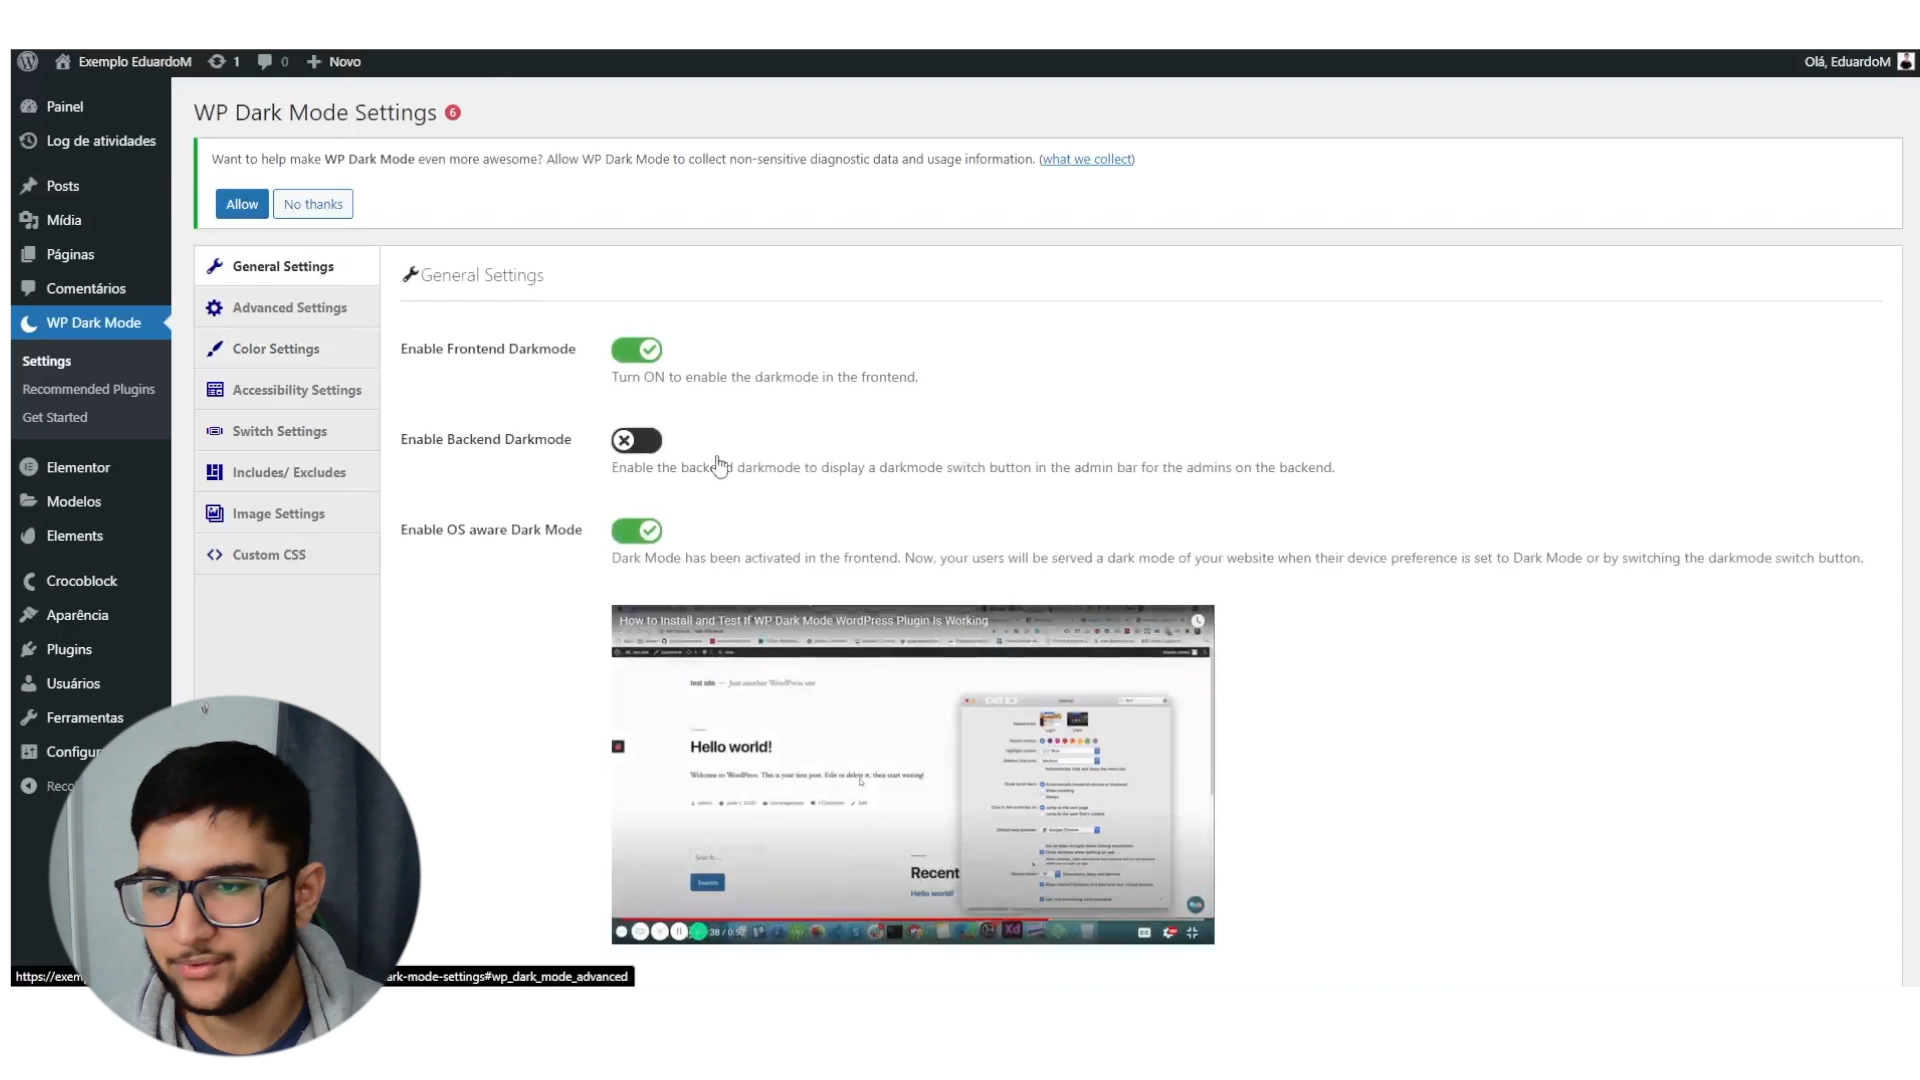 Exemplo EduardoM 1 0 Novo
Olá, EduardoM
Painel
Log de atividades
Posts
Mídia
Páginas
Comentários
WP Dark Mode
Settings
Recommended Plugins
Get Started
Elementor
Modelos
Elements
Crocoblock
Aparência
Plugins
Usuários
Ferramentas
Configur
Reco
WP Dark Mode Settings 6
Want to help make WP Dark Mode even more awesome? Allow WP Dark Mode to collect non-sensitive diagnostic data and usage information. (what we collect)
Allow No thanks
General Settings
Advanced Settings
Color Settings
Accessibility Settings
Switch Settings
Includes/ Excludes
Image Settings
Custom CSS
General Settings
Enable Frontend Darkmode
Turn ON to enable the darkmode in the frontend.
Enable Backend Darkmode
Enable the backend darkmode to display a darkmode switch button in the admin bar for the admins on the backend.
Enable OS aware Dark Mode
Dark Mode has been activated in the frontend. Now, your users will be served a dark mode of your website when their device preference is set to Dark Mode or by switching the darkmode switch button.
How to Install and Test If WP Dark Mode WordPress Plugin Is Working
test site — Just another WordPress site
Hello world!
Welcome to WordPress. This is your first post. Edit or delete it, then start writing!
Search...
Search
Recent
Hello world!
Xd
https://exem
ark-mode-settings#wp_dark_mode_advanced